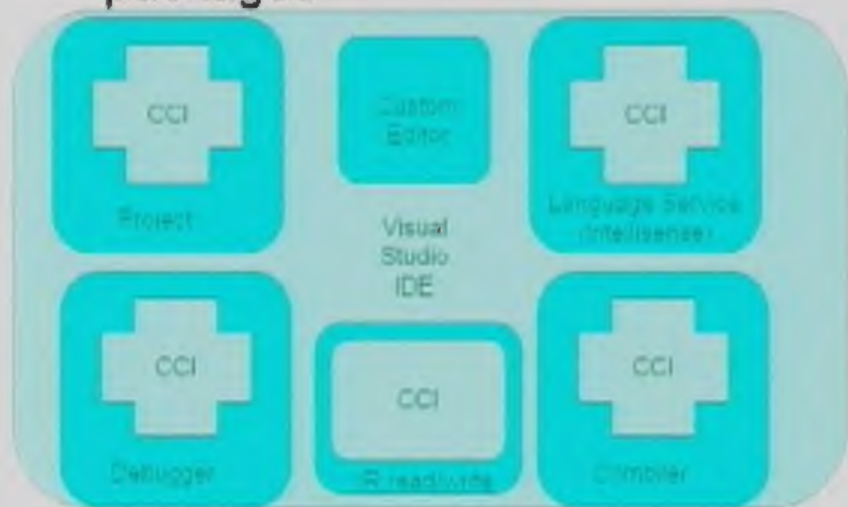 CCI
Project
Custom
Editor
CCI
Language Service
(Intellisense)
Visual
Studio
IDE
CCI
Debugger
CCI
IR read/write
CCI
Compiler